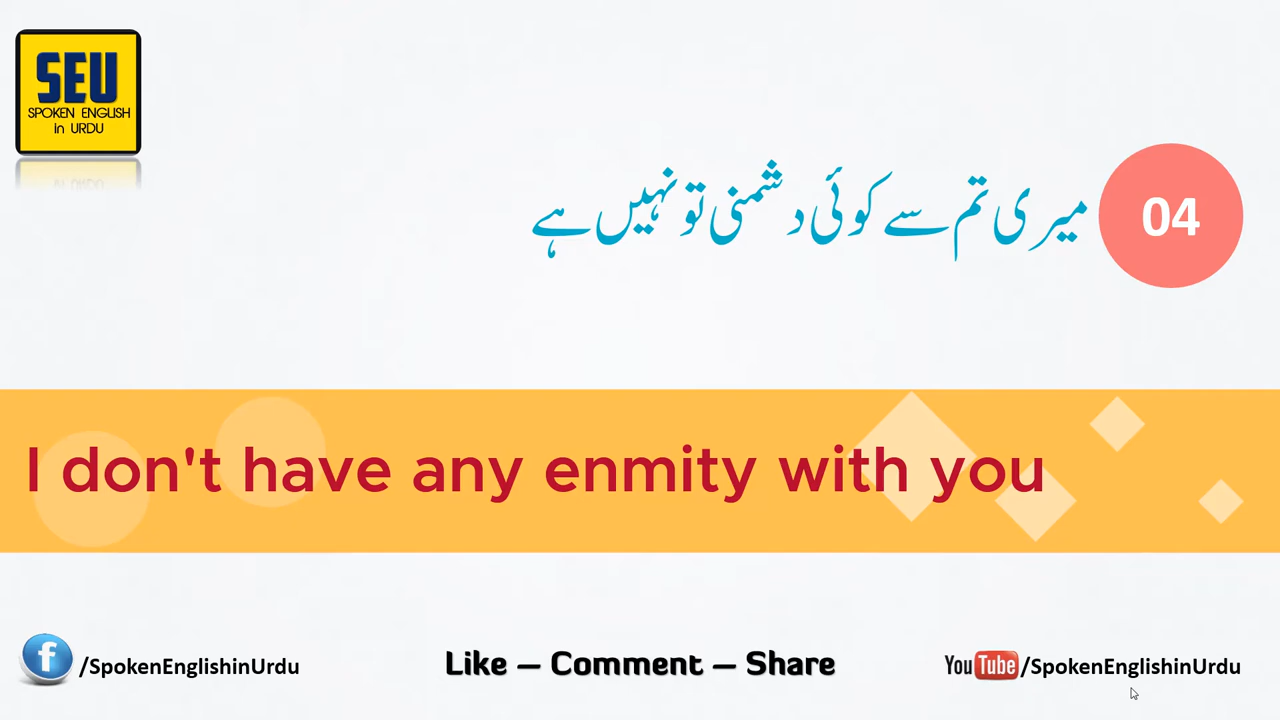 SEU
SPOKEN ENGLISH
in URDU
04
میری تم سے کوئی دشمنی تو نہیں ہے
I don't have any enmity with you
f /SpokenEnglishinUrdu
Like – Comment – Share
YouTube /SpokenEnglishinUrdu